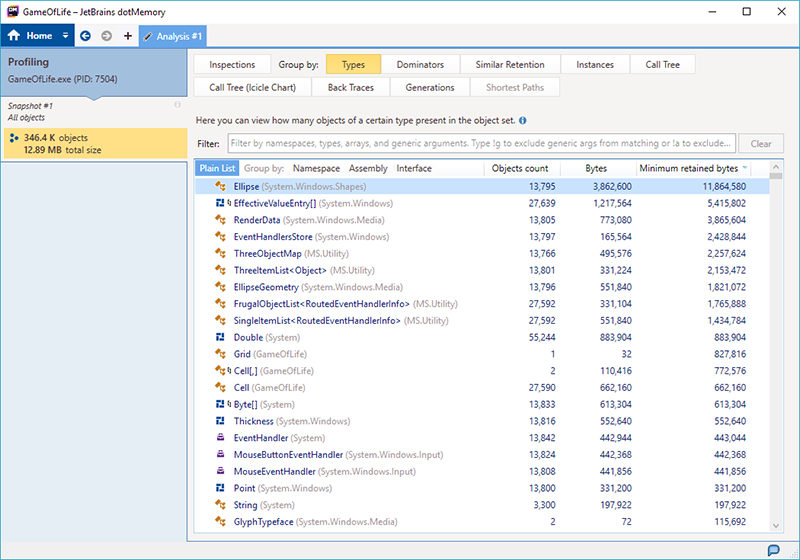 GameOfLife – JetBrains dotMemory
Home Analysis #1
Profiling
GameOfLife.exe (PID: 7504)
Snapshot #1
All objects
346.4 K objects
12.89 MB total size
Inspections Group by: Types Dominators Similar Retention Instances Call Tree
Call Tree (Icicle Chart) Back Traces Generations Shortest Paths
Here you can view how many objects of a certain type present in the object set.
Filter: Filter by namespaces, types, arrays, and generic arguments. Type !g to exclude generic args from matching or !a to exclude... Clear
Plain List Group by: Namespace Assembly Interface Objects count Bytes Minimum retained bytes
Ellipse (System.Windows.Shapes) 13,795 3,862,600 11,864,580
EffectiveValueEntry[] (System.Windows) 27,639 1,217,564 5,415,802
RenderData (System.Windows.Media) 13,805 773,080 3,865,604
EventHandlersStore (System.Windows) 13,797 165,564 2,428,844
ThreeObjectMap (MS.Utility) 13,766 495,576 2,257,624
ThreeItemList<Object> (MS.Utility) 13,801 331,224 2,153,472
EllipseGeometry (System.Windows.Media) 13,796 551,840 1,821,072
FrugalObjectList<RoutedEventHandlerInfo> (MS.Utility) 27,592 331,104 1,765,888
SingleItemList<RoutedEventHandlerInfo> (MS.Utility) 27,592 551,840 1,434,784
Double (System) 55,244 883,904 883,904
Grid (GameOfLife) 1 32 827,816
Cell[,] (GameOfLife) 2 110,416 772,576
Cell (GameOfLife) 27,590 662,160 662,160
Byte[] (System) 13,833 613,304 613,304
Thickness (System.Windows) 13,816 552,640 552,640
EventHandler (System) 13,842 442,944 443,044
MouseButtonEventHandler (System.Windows.Input) 13,824 442,368 442,368
MouseEventHandler (System.Windows.Input) 13,808 441,856 441,856
Point (System.Windows) 13,800 331,200 331,200
String (System) 3,300 197,922 197,922
GlyphTypeface (System.Windows.Media) 2 72 115,692